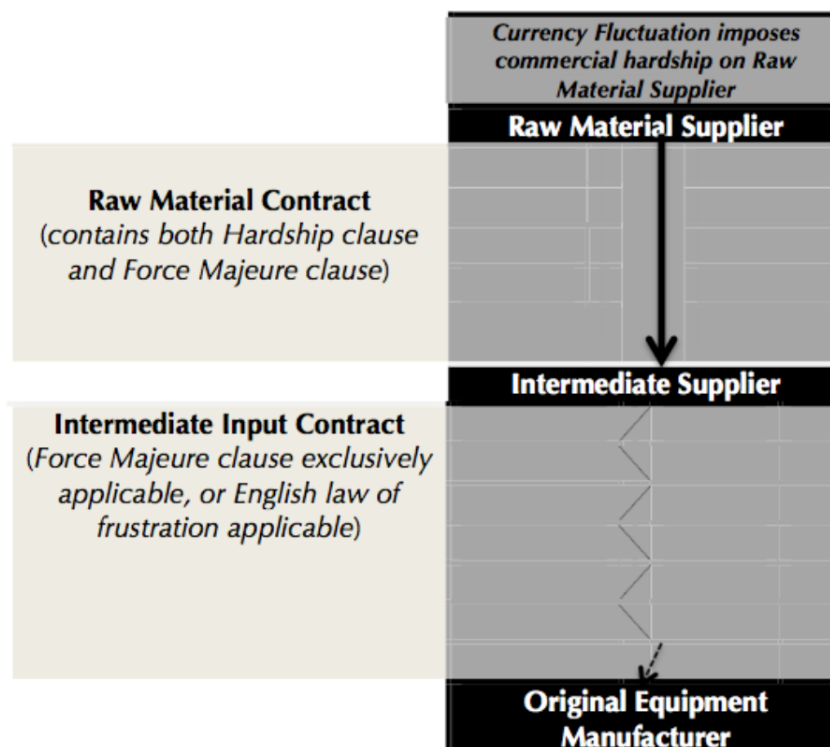 Currency Fluctuation imposes
commercial hardship on Raw
Material Supplier
Raw Material Supplier
Raw Material Contract
(contains both Hardship clause
and Force Majeure clause)
Intermediate Supplier
Intermediate Input Contract
(Force Majeure clause exclusively
applicable, or English law of
frustration applicable)
Original Equipment
Manufacturer